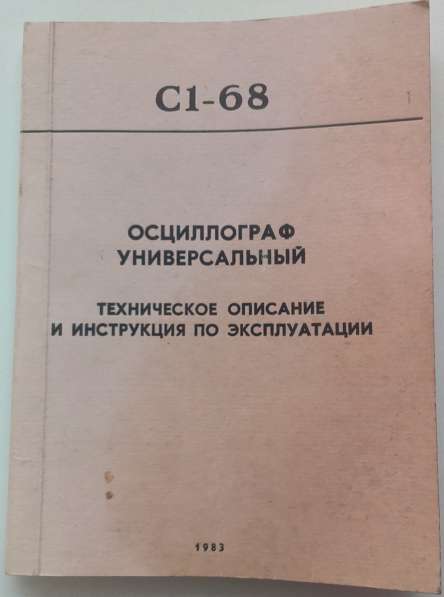 С1-68
ОСЦИЛЛОГРАФ
УНИВЕРСАЛЬНЫЙ
ТЕХНИЧЕСКОЕ ОПИСАНИЕ
И ИНСТРУКЦИЯ ПО ЭКСПЛУАТАЦИИ
1983